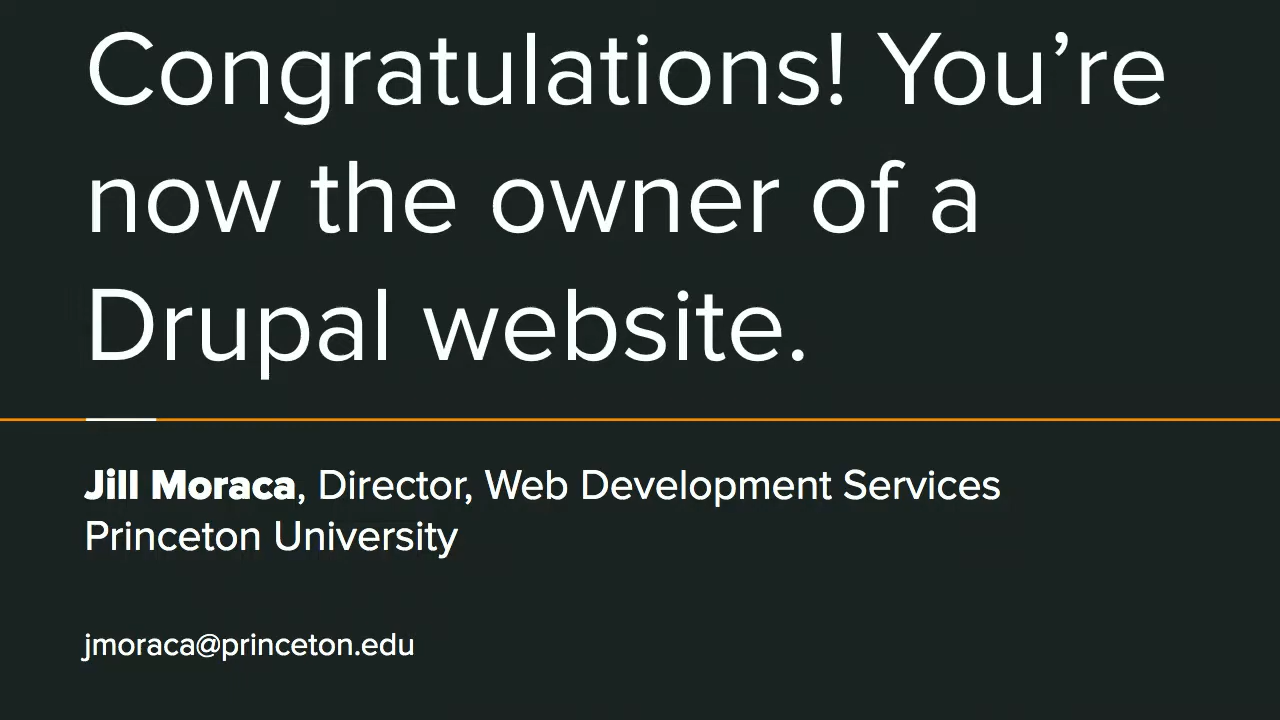 Congratulations! You’re
now the owner of a
Drupal website.
Jill Moraca, Director, Web Development Services
Princeton University
jmoraca@princeton.edu